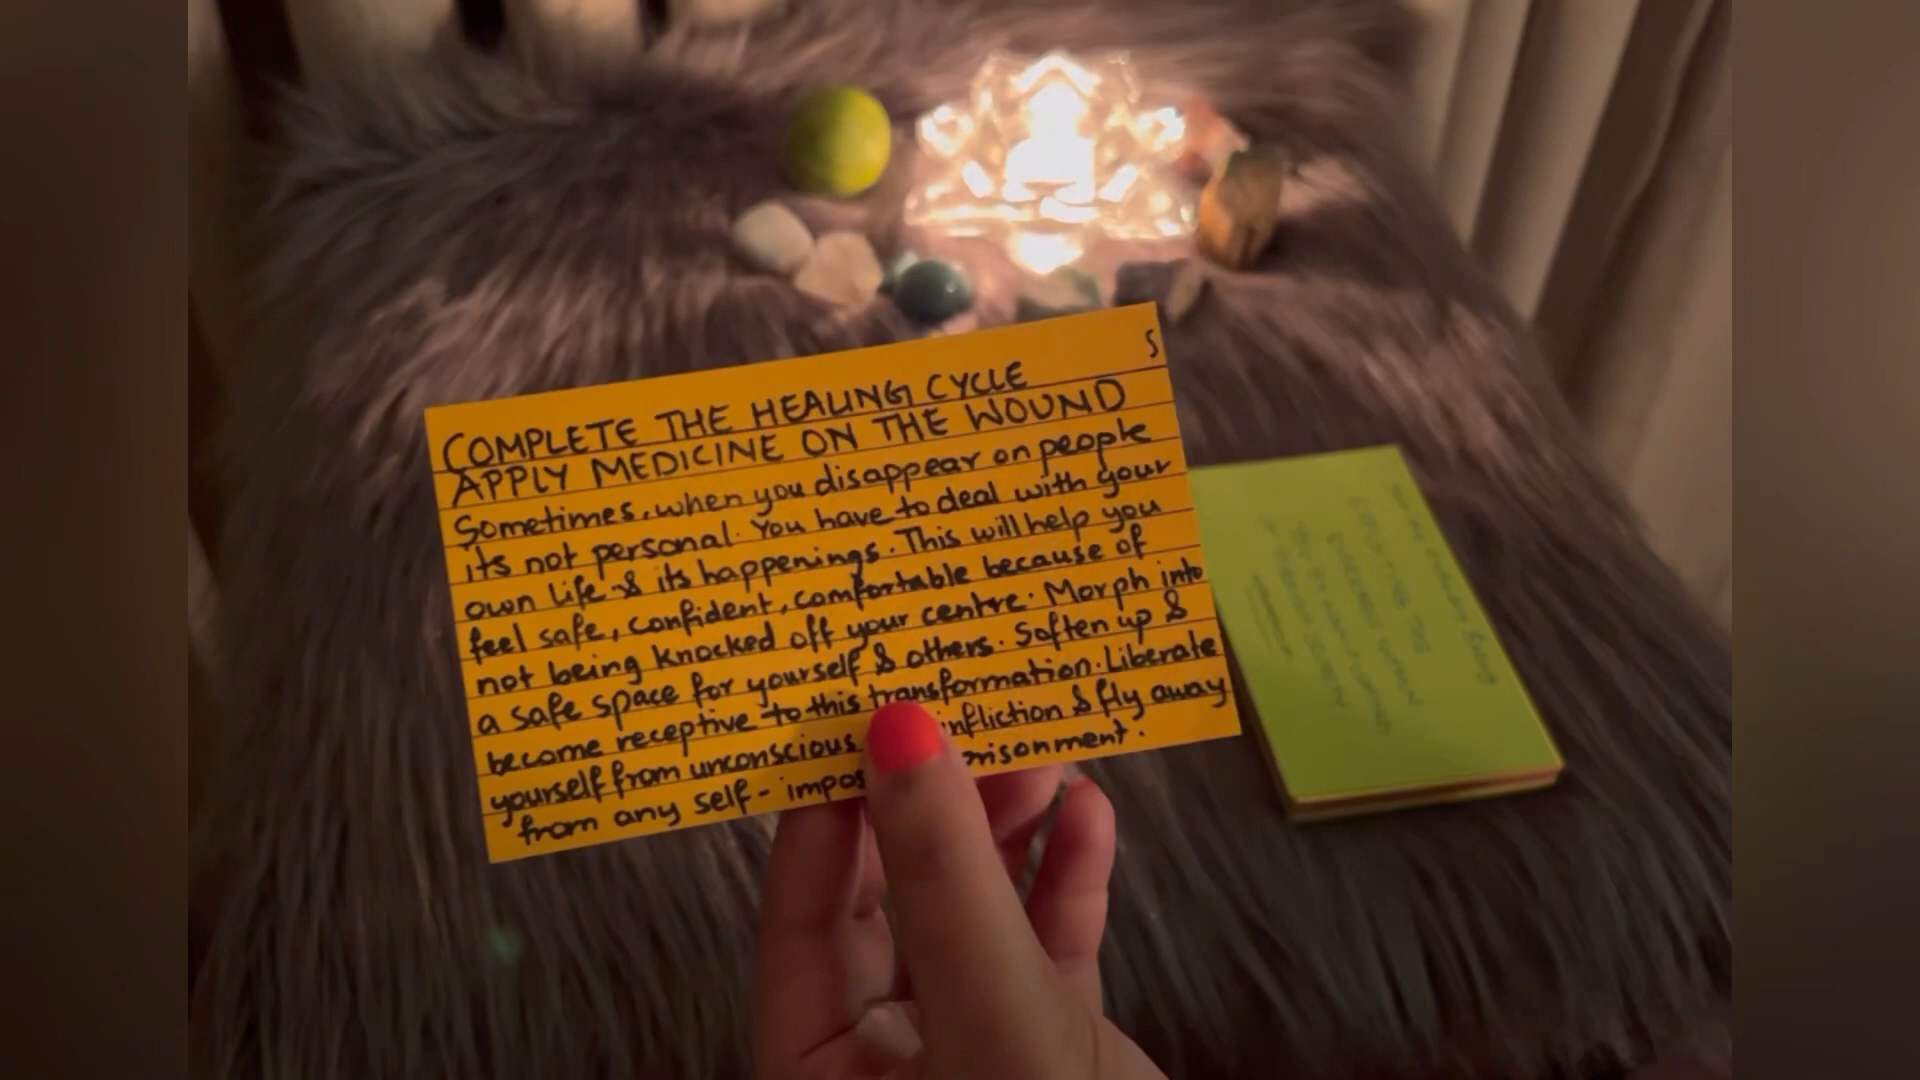 S
COMPLETE THE HEALING CYCLE
APPLY MEDICINE ON THE WOUND
Sometimes, when you disappear on people
its not personal. You have to deal with your
own life & its happenings. This will help you
feel safe, confident, comfortable because of
not being knocked off your centre. Morph into
a safe space for yourself & others. Soften up &
become receptive to this transformation. Liberate
yourself from unconscious infliction & fly away
from any self-